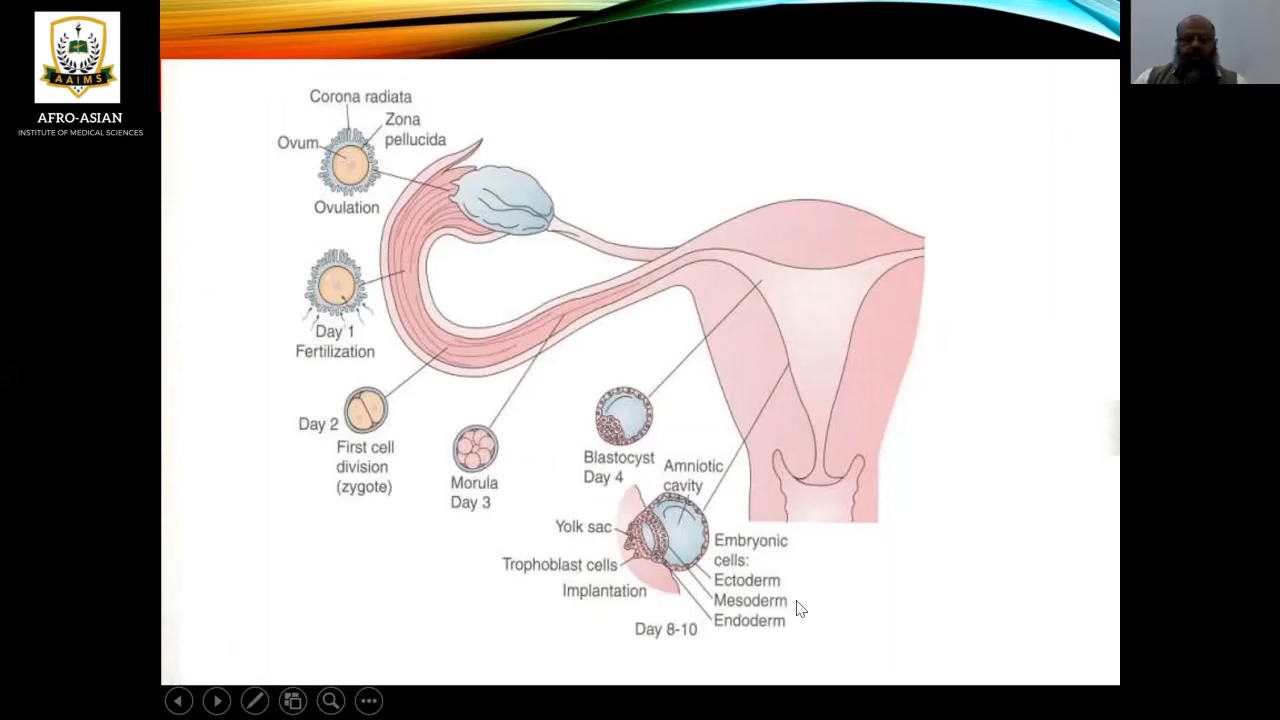 AAIMS
AFRO-ASIAN
INSTITUTE OF MEDICAL SCIENCES
Corona radiata
Zona
pellucida
Ovum
Ovulation
Day 1
Fertilization
Day 2
First cell
division
(zygote)
Morula
Day 3
Blastocyst
Day 4
Amniotic
cavity
Yolk sac
Trophoblast cells
Implantation
Embryonic
cells:
Ectoderm
Mesoderm
Endoderm
Day 8-10